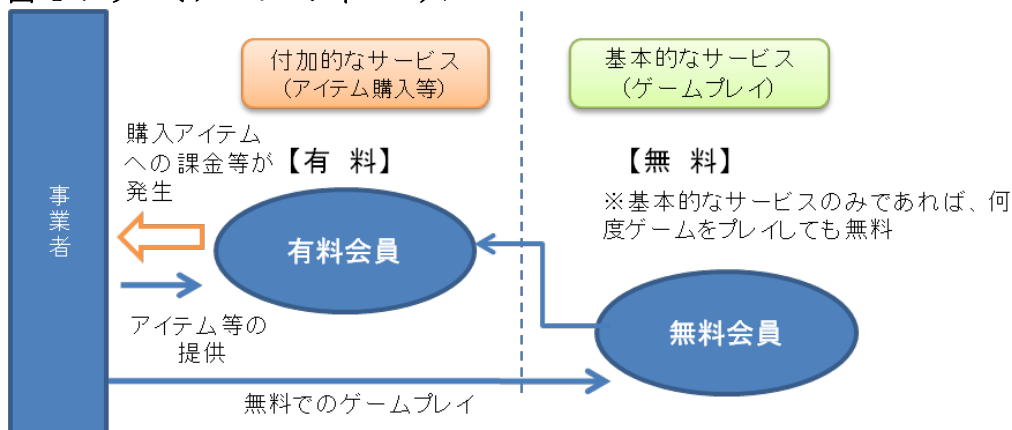 付加的なサービス
（アイテム購入等）
基本的なサービス
（ゲームプレイ）
購入アイテム
への課金等が
発生
【有　料】
【無　料】
※基本的なサービスのみであれば、何
度ゲームをプレイしても無料
事業者
有料会員
アイテム等の
提供
無料会員
無料でのゲームプレイ